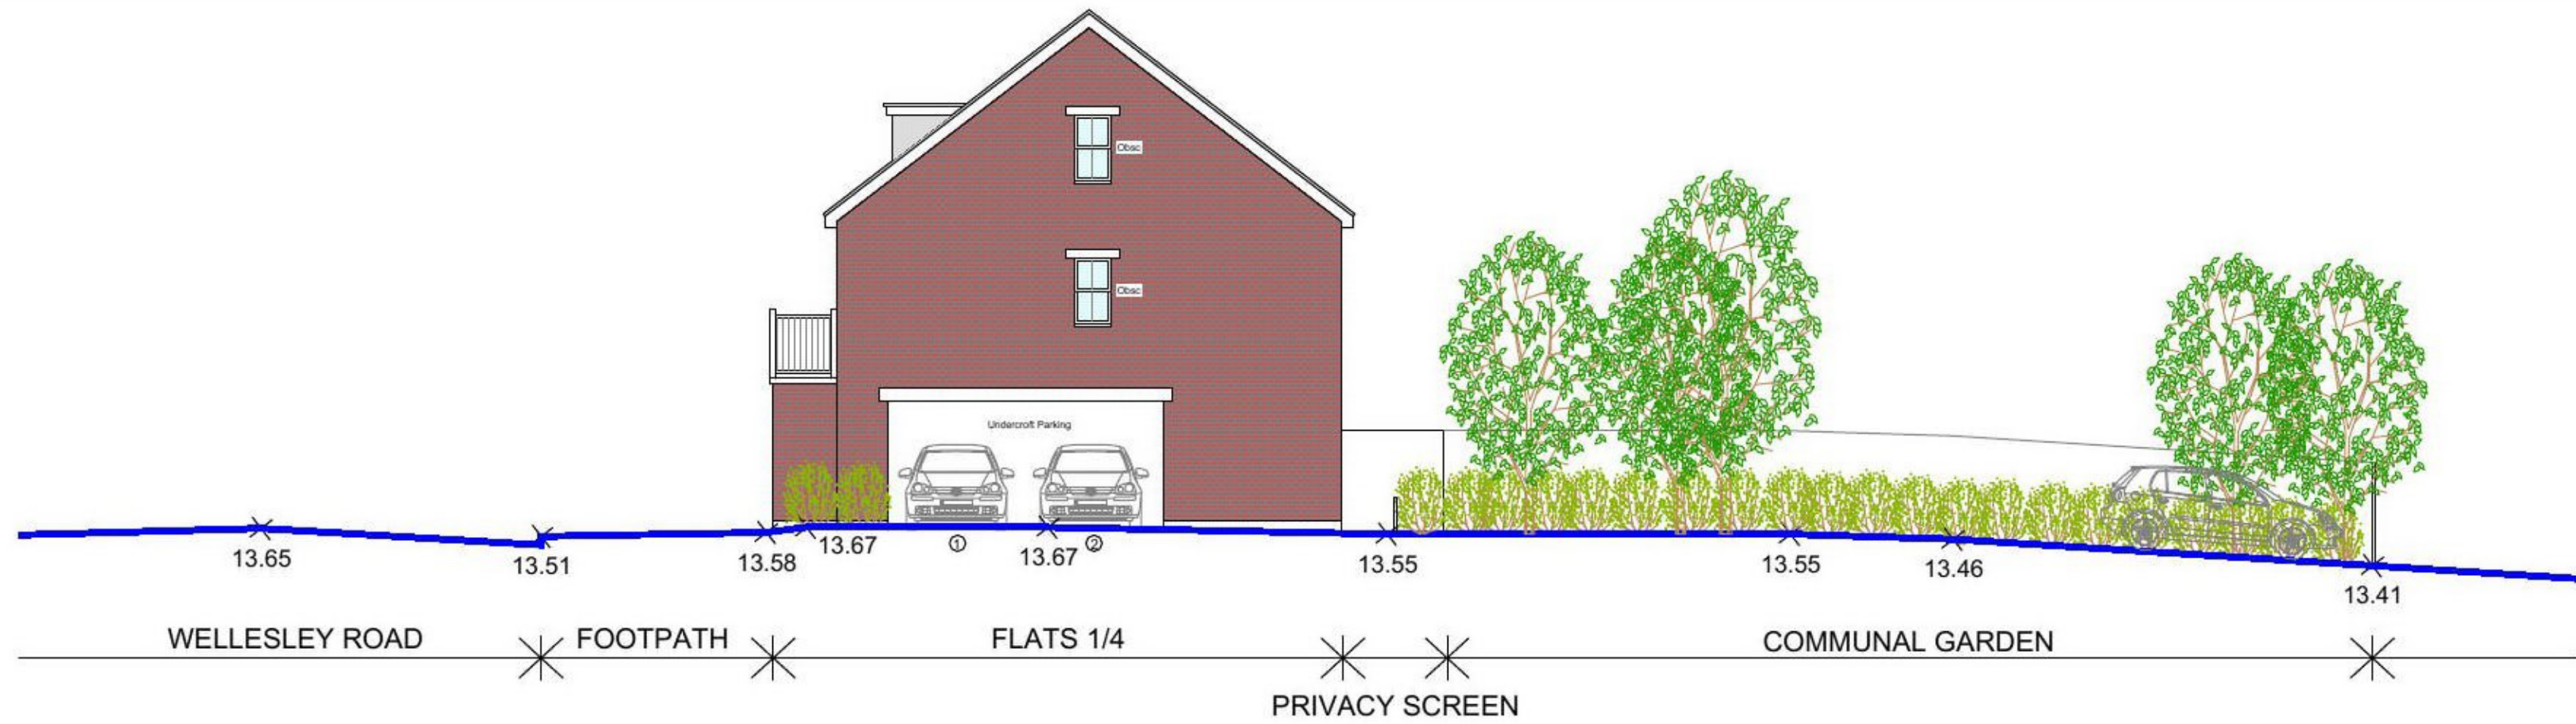 Obsc
Obsc
Undercroft Parking
13.65
13.51
13.58
13.67
1
13.67
2
13.55
13.55
13.46
13.41
WELLESLEY ROAD
FOOTPATH
FLATS 1/4
COMMUNAL GARDEN
PRIVACY SCREEN